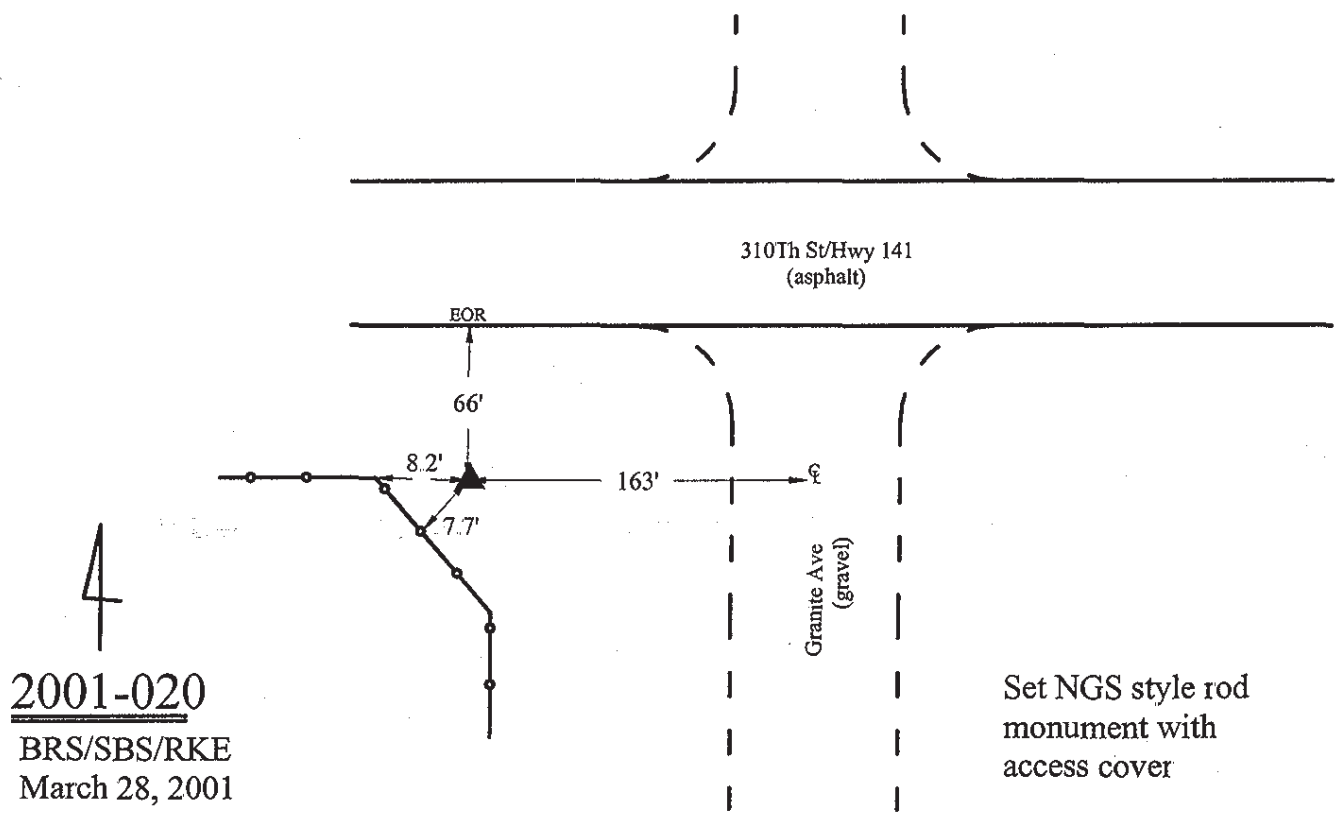 310Th St/Hwy 141
(asphalt)
EOR
66'
8.2'
163'
℄
7.7'
Granite Ave
(gravel)
2001-020
BRS/SBS/RKE
March 28, 2001
Set NGS style rod
monument with
access cover